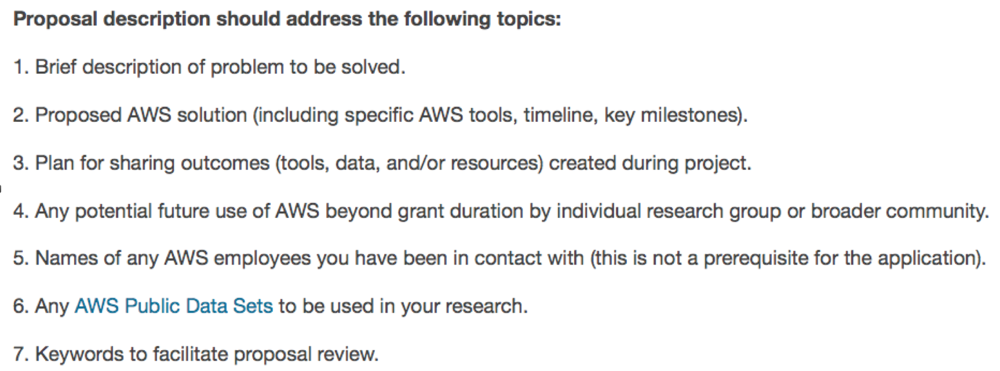 Proposal description should address the following topics:
1. Brief description of problem to be solved.
2. Proposed AWS solution (including specific AWS tools, timeline, key milestones).
3. Plan for sharing outcomes (tools, data, and/or resources) created during project.
4. Any potential future use of AWS beyond grant duration by individual research group or broader community.
5. Names of any AWS employees you have been in contact with (this is not a prerequisite for the application).
6. Any AWS Public Data Sets to be used in your research.
7. Keywords to facilitate proposal review.